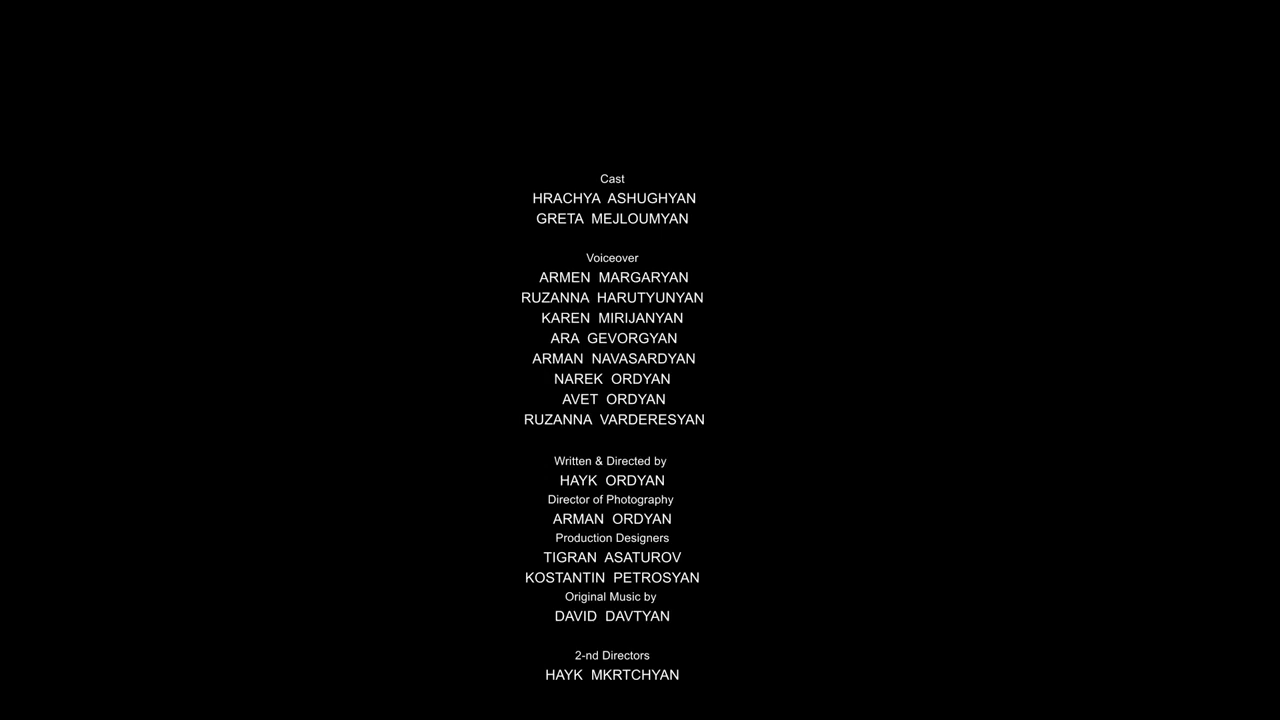 Cast
HRACHYA ASHUGHYAN
GRETA MEJLOUMYAN
Voiceover
ARMEN MARGARYAN
RUZANNA HARUTYUNYAN
KAREN MIRIJANYAN
ARA GEVORGYAN
ARMAN NAVASARDYAN
NAREK ORDYAN
AVET ORDYAN
RUZANNA VARDERESYAN
Written & Directed by
HAYK ORDYAN
Director of Photography
ARMAN ORDYAN
Production Designers
TIGRAN ASATUROV
KOSTANTIN PETROSYAN
Original Music by
DAVID DAVTYAN
2-nd Directors
HAYK MKRTCHYAN